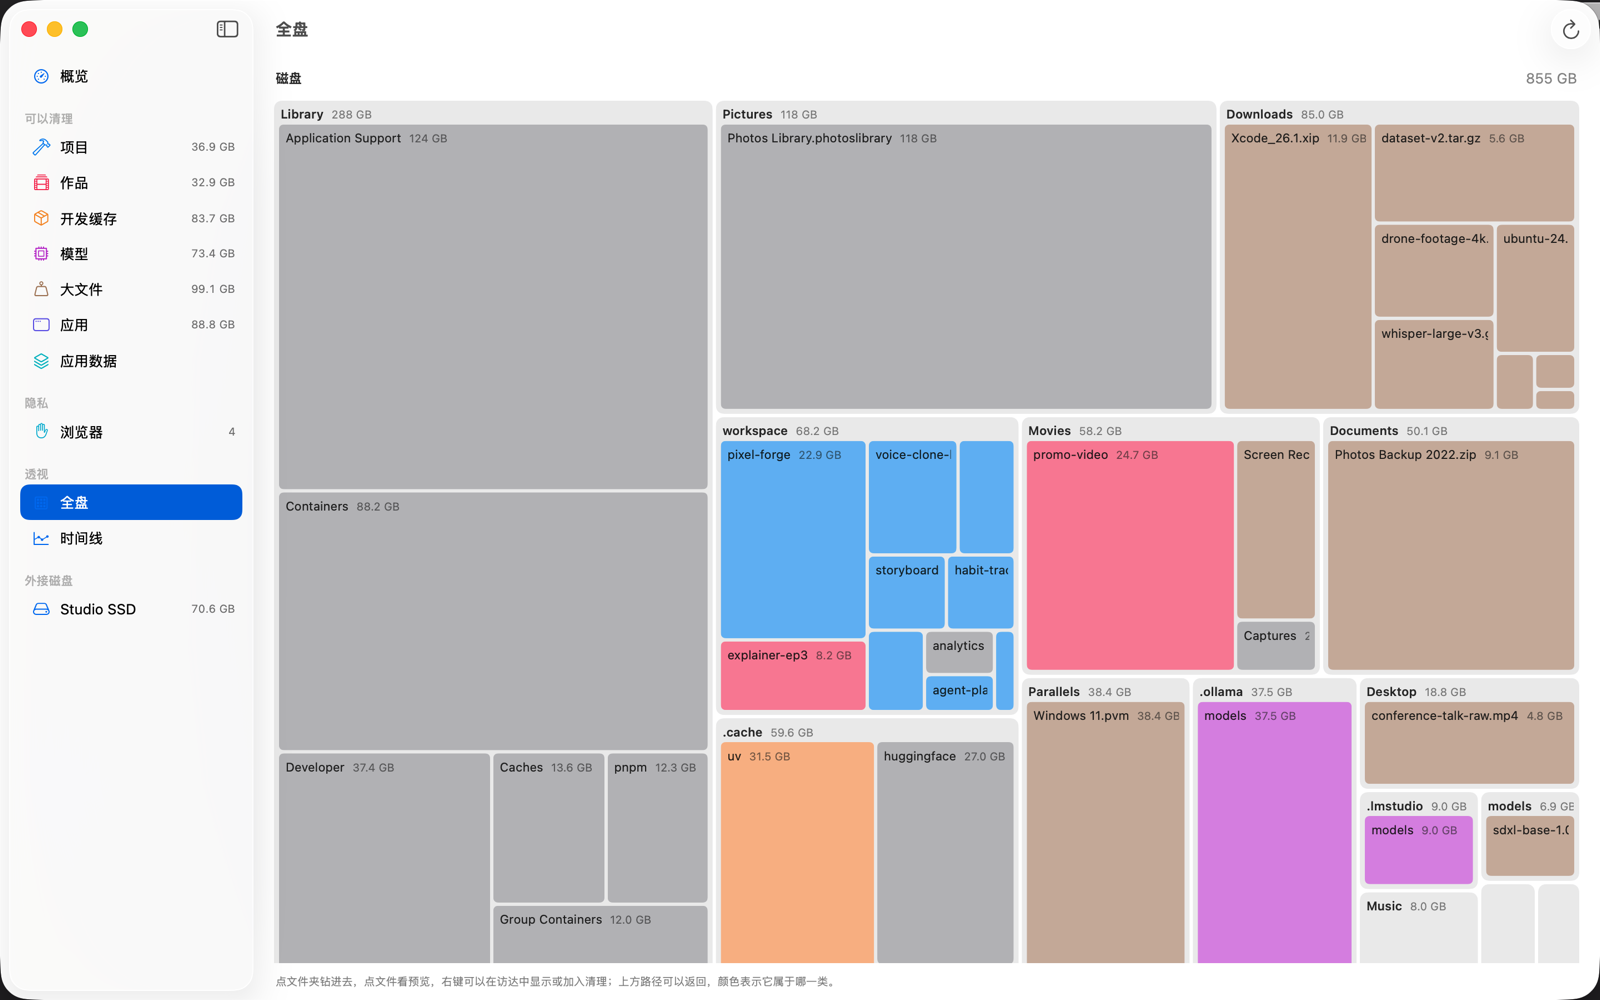 全盘
概览
可以清理
项目 36.9 GB
作品 32.9 GB
开发缓存 83.7 GB
模型 73.4 GB
大文件 99.1 GB
应用 88.8 GB
应用数据
隐私
浏览器 4
透视
全盘
时间线
外接磁盘
Studio SSD 70.6 GB
磁盘 855 GB
Library 288 GB
Application Support 124 GB
Containers 88.2 GB
Developer 37.4 GB
Caches 13.6 GB
pnpm 12.3 GB
Group Containers 12.0 GB
Pictures 118 GB
Photos Library.photoslibrary 118 GB
Downloads 85.0 GB
Xcode_26.1.xip 11.9 GB
dataset-v2.tar.gz 5.6 GB
drone-footage-4k.
ubuntu-24.
whisper-large-v3.g
workspace 68.2 GB
pixel-forge 22.9 GB
voice-clone-
storyboard
habit-trac
explainer-ep3 8.2 GB
analytics
agent-pla
Movies 58.2 GB
promo-video 24.7 GB
Screen Rec
Captures 2
Documents 50.1 GB
Photos Backup 2022.zip 9.1 GB
.cache 59.6 GB
uv 31.5 GB
huggingface 27.0 GB
Parallels 38.4 GB
Windows 11.pvm 38.4 GB
.ollama 37.5 GB
models 37.5 GB
Desktop 18.8 GB
conference-talk-raw.mp4 4.8 GB
.lmstudio 9.0 GB
models 9.0 GB
models 6.9 GB
sdxl-base-1.0
Music 8.0 GB
点文件夹钻进去，点文件看预览，右键可以在访达中显示或加入清理；上方路径可以返回，颜色表示它属于哪一类。